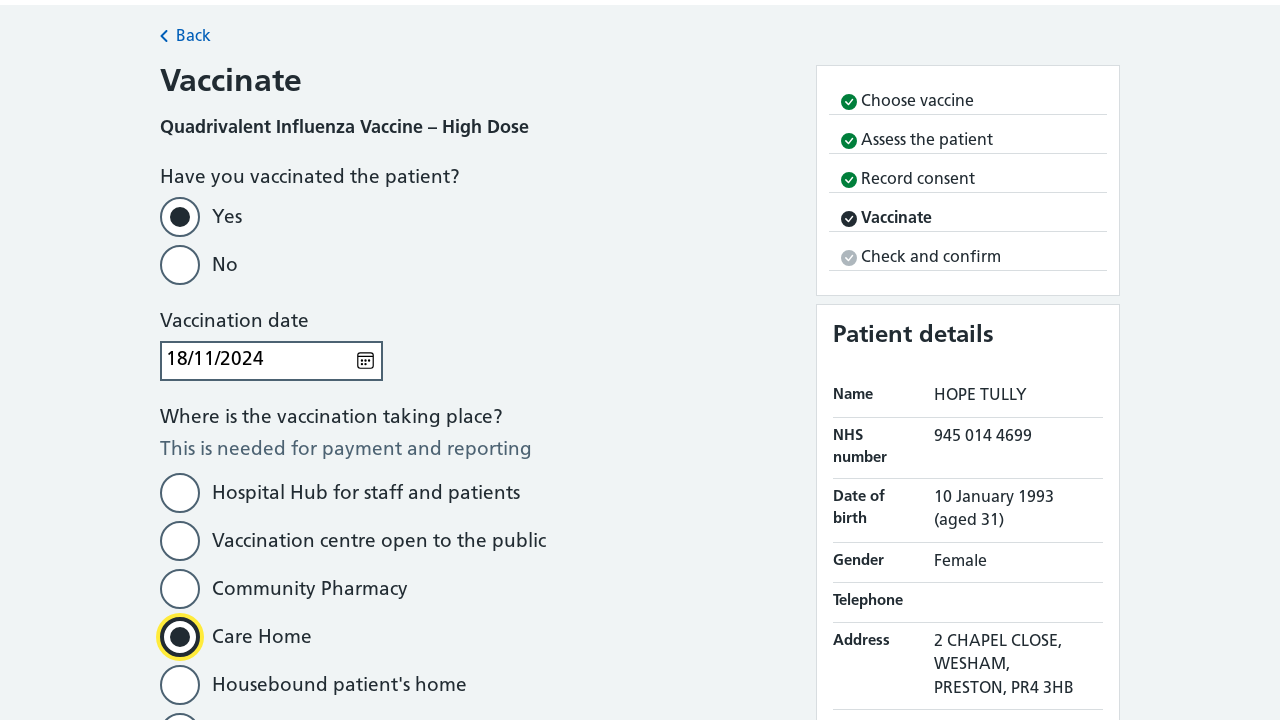 Back
Vaccinate
Quadrivalent Influenza Vaccine – High Dose
Have you vaccinated the patient?
Yes
No
Vaccination date
18/11/2024
Where is the vaccination taking place?
This is needed for payment and reporting
Hospital Hub for staff and patients
Vaccination centre open to the public
Community Pharmacy
Care Home
Housebound patient's home
Choose vaccine
Assess the patient
Record consent
Vaccinate
Check and confirm
Patient details
Name HOPE TULLY
NHS number 945 014 4699
Date of birth 10 January 1993 (aged 31)
Gender Female
Telephone
Address 2 CHAPEL CLOSE,
WESHAM,
PRESTON, PR4 3HB